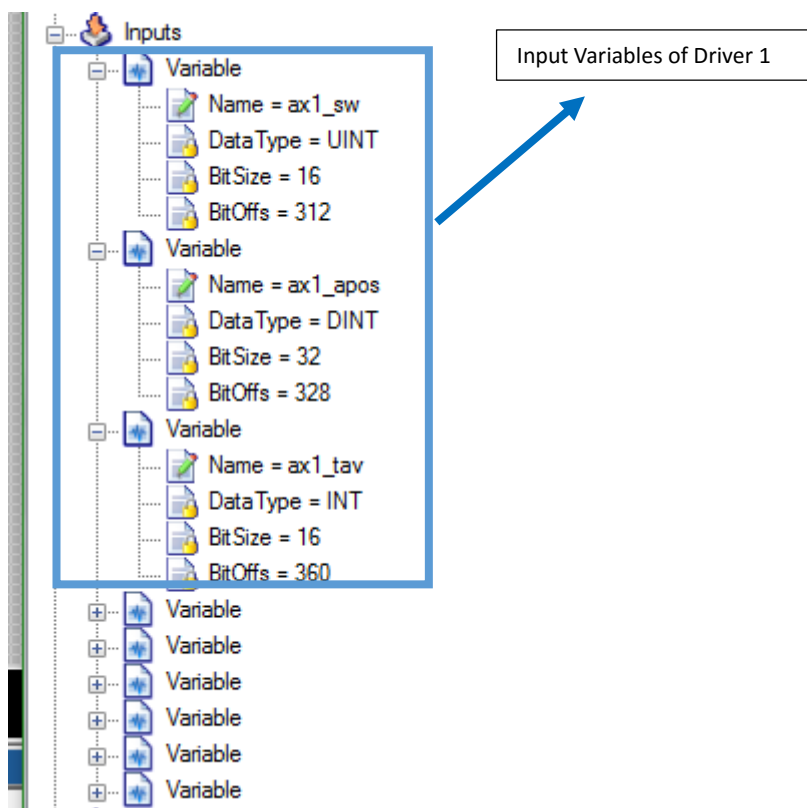 Inputs
Input Variables of Driver 1
Variable
Name = ax1_sw
DataType = UINT
BitSize = 16
BitOffs = 312
Variable
Name = ax1_apos
DataType = DINT
BitSize = 32
BitOffs = 328
Variable
Name = ax1_tav
DataType = INT
BitSize = 16
BitOffs = 360
Variable
Variable
Variable
Variable
Variable
Variable